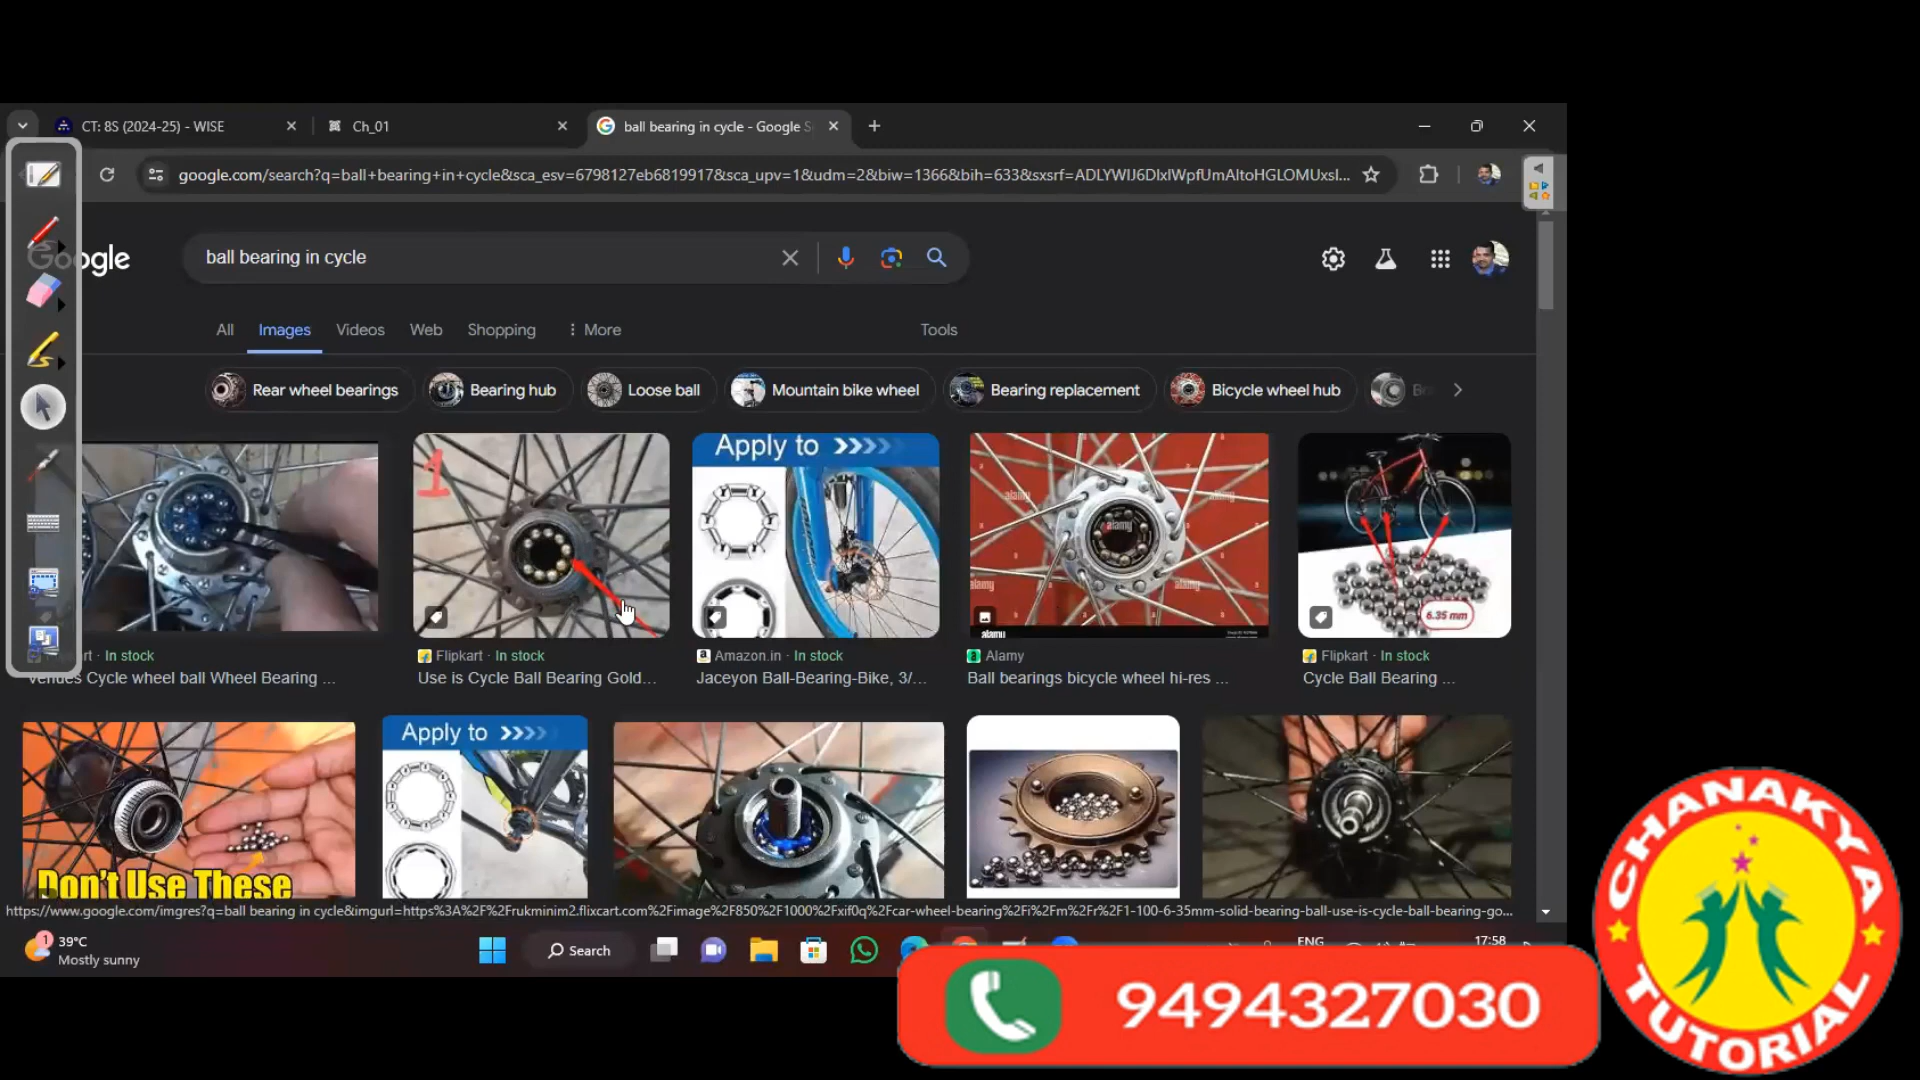 CT: 8S (2024-25) - WISE
Ch_01
ball bearing in cycle - Google S
google.com/search?q=ball+bearing+in+cycle&sca_esv=6798127eb6819917&sca_upv=1&udm=2&biw=1366&bih=633&sxsrf=ADLYWIJ6DIxIWpfUmAltoHGLOMUxsI...
Google
ball bearing in cycle
All Images Videos Web Shopping More Tools
Rear wheel bearings Bearing hub Loose ball Mountain bike wheel Bearing replacement Bicycle wheel hub
1
Apply to >>>>
alamy
6.35 mm
In stock
Flipkart · In stock
Amazon.in · In stock
Alamy
Flipkart · In stock
Venues Cycle wheel ball Wheel Bearing ...
Use is Cycle Ball Bearing Gold...
Jaceyon Ball-Bearing-Bike, 3/...
Ball bearings bicycle wheel hi-res ...
Cycle Ball Bearing ...
Apply to >>>>
Don't Use These
https://www.google.com/imgres?q=ball bearing in cycle&imgurl=https%3A%2F%2Frukminim2.flixcart.com%2Fimage%2F850%2F1000%2Fxif0q%2Fcar-wheel-bearing%2Fi%2Fm%2Fr%2F1-100-6-35mm-solid-bearing-ball-use-is-cycle-ball-bearing-go...
1
39°C
Mostly sunny
Search
ENG
17:58
9494327030
CHANAKYA
TUTORIAL